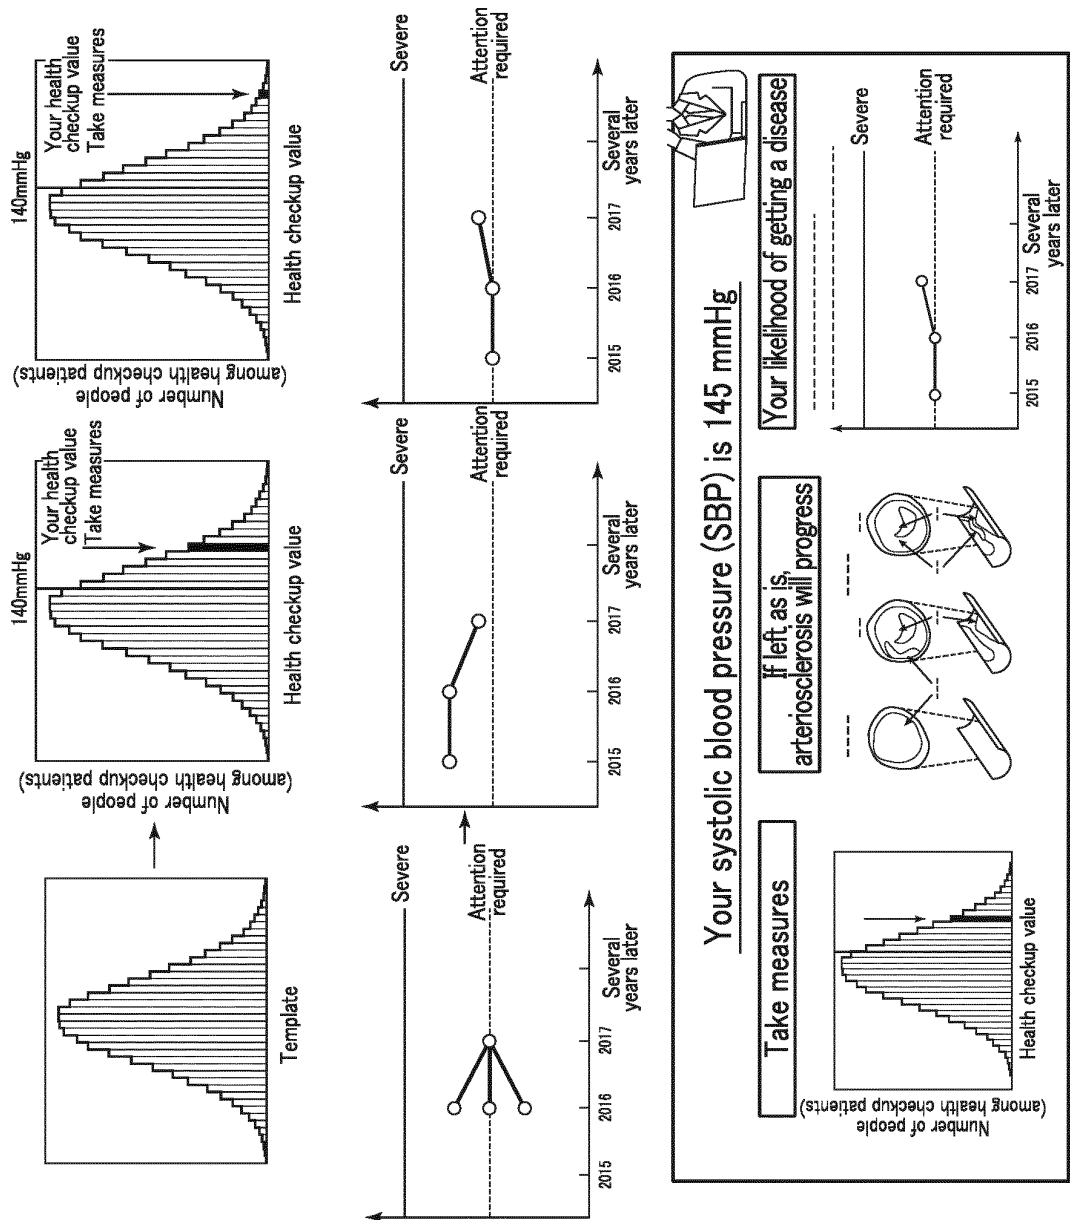 Template
Number of people
(among health checkup patients)
140mmHg
Your health
checkup value
Take measures
Health checkup value
Number of people
(among health checkup patients)
140mmHg
Your health
checkup value
Take measures
Health checkup value
Severe
Attention
required
2015 2016 2017 Several
years later
Severe
Attention
required
2015 2016 2017 Several
years later
Severe
Attention
required
2015 2016 2017 Several
years later
Your systolic blood pressure (SBP) is 145 mmHg
Take measures
Number of people
(among health checkup patients)
Health checkup value
If left as is,
arteriosclerosis will progress
Your likelihood of getting a disease
Severe
Attention
required
2015 2016 2017 Several
years later